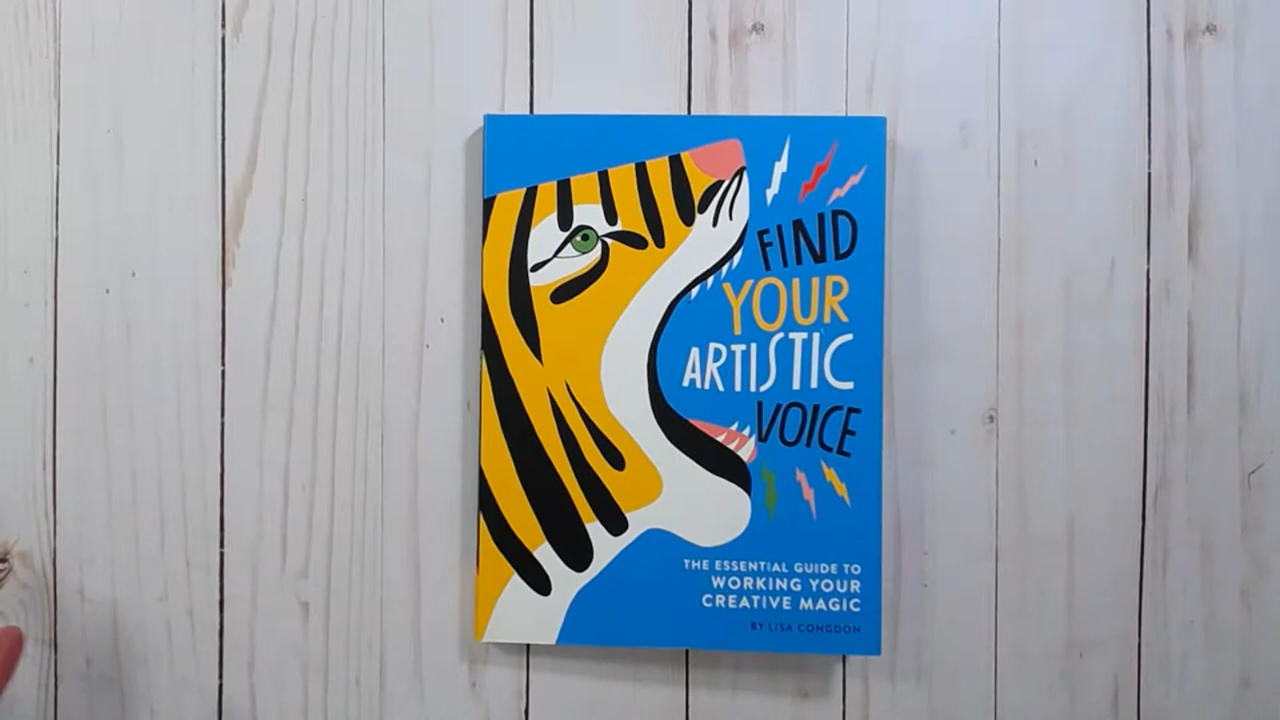 FIND
YOUR
ARTISTIC
VOICE
THE ESSENTIAL GUIDE TO
WORKING YOUR
CREATIVE MAGIC
BY LISA CONGDON